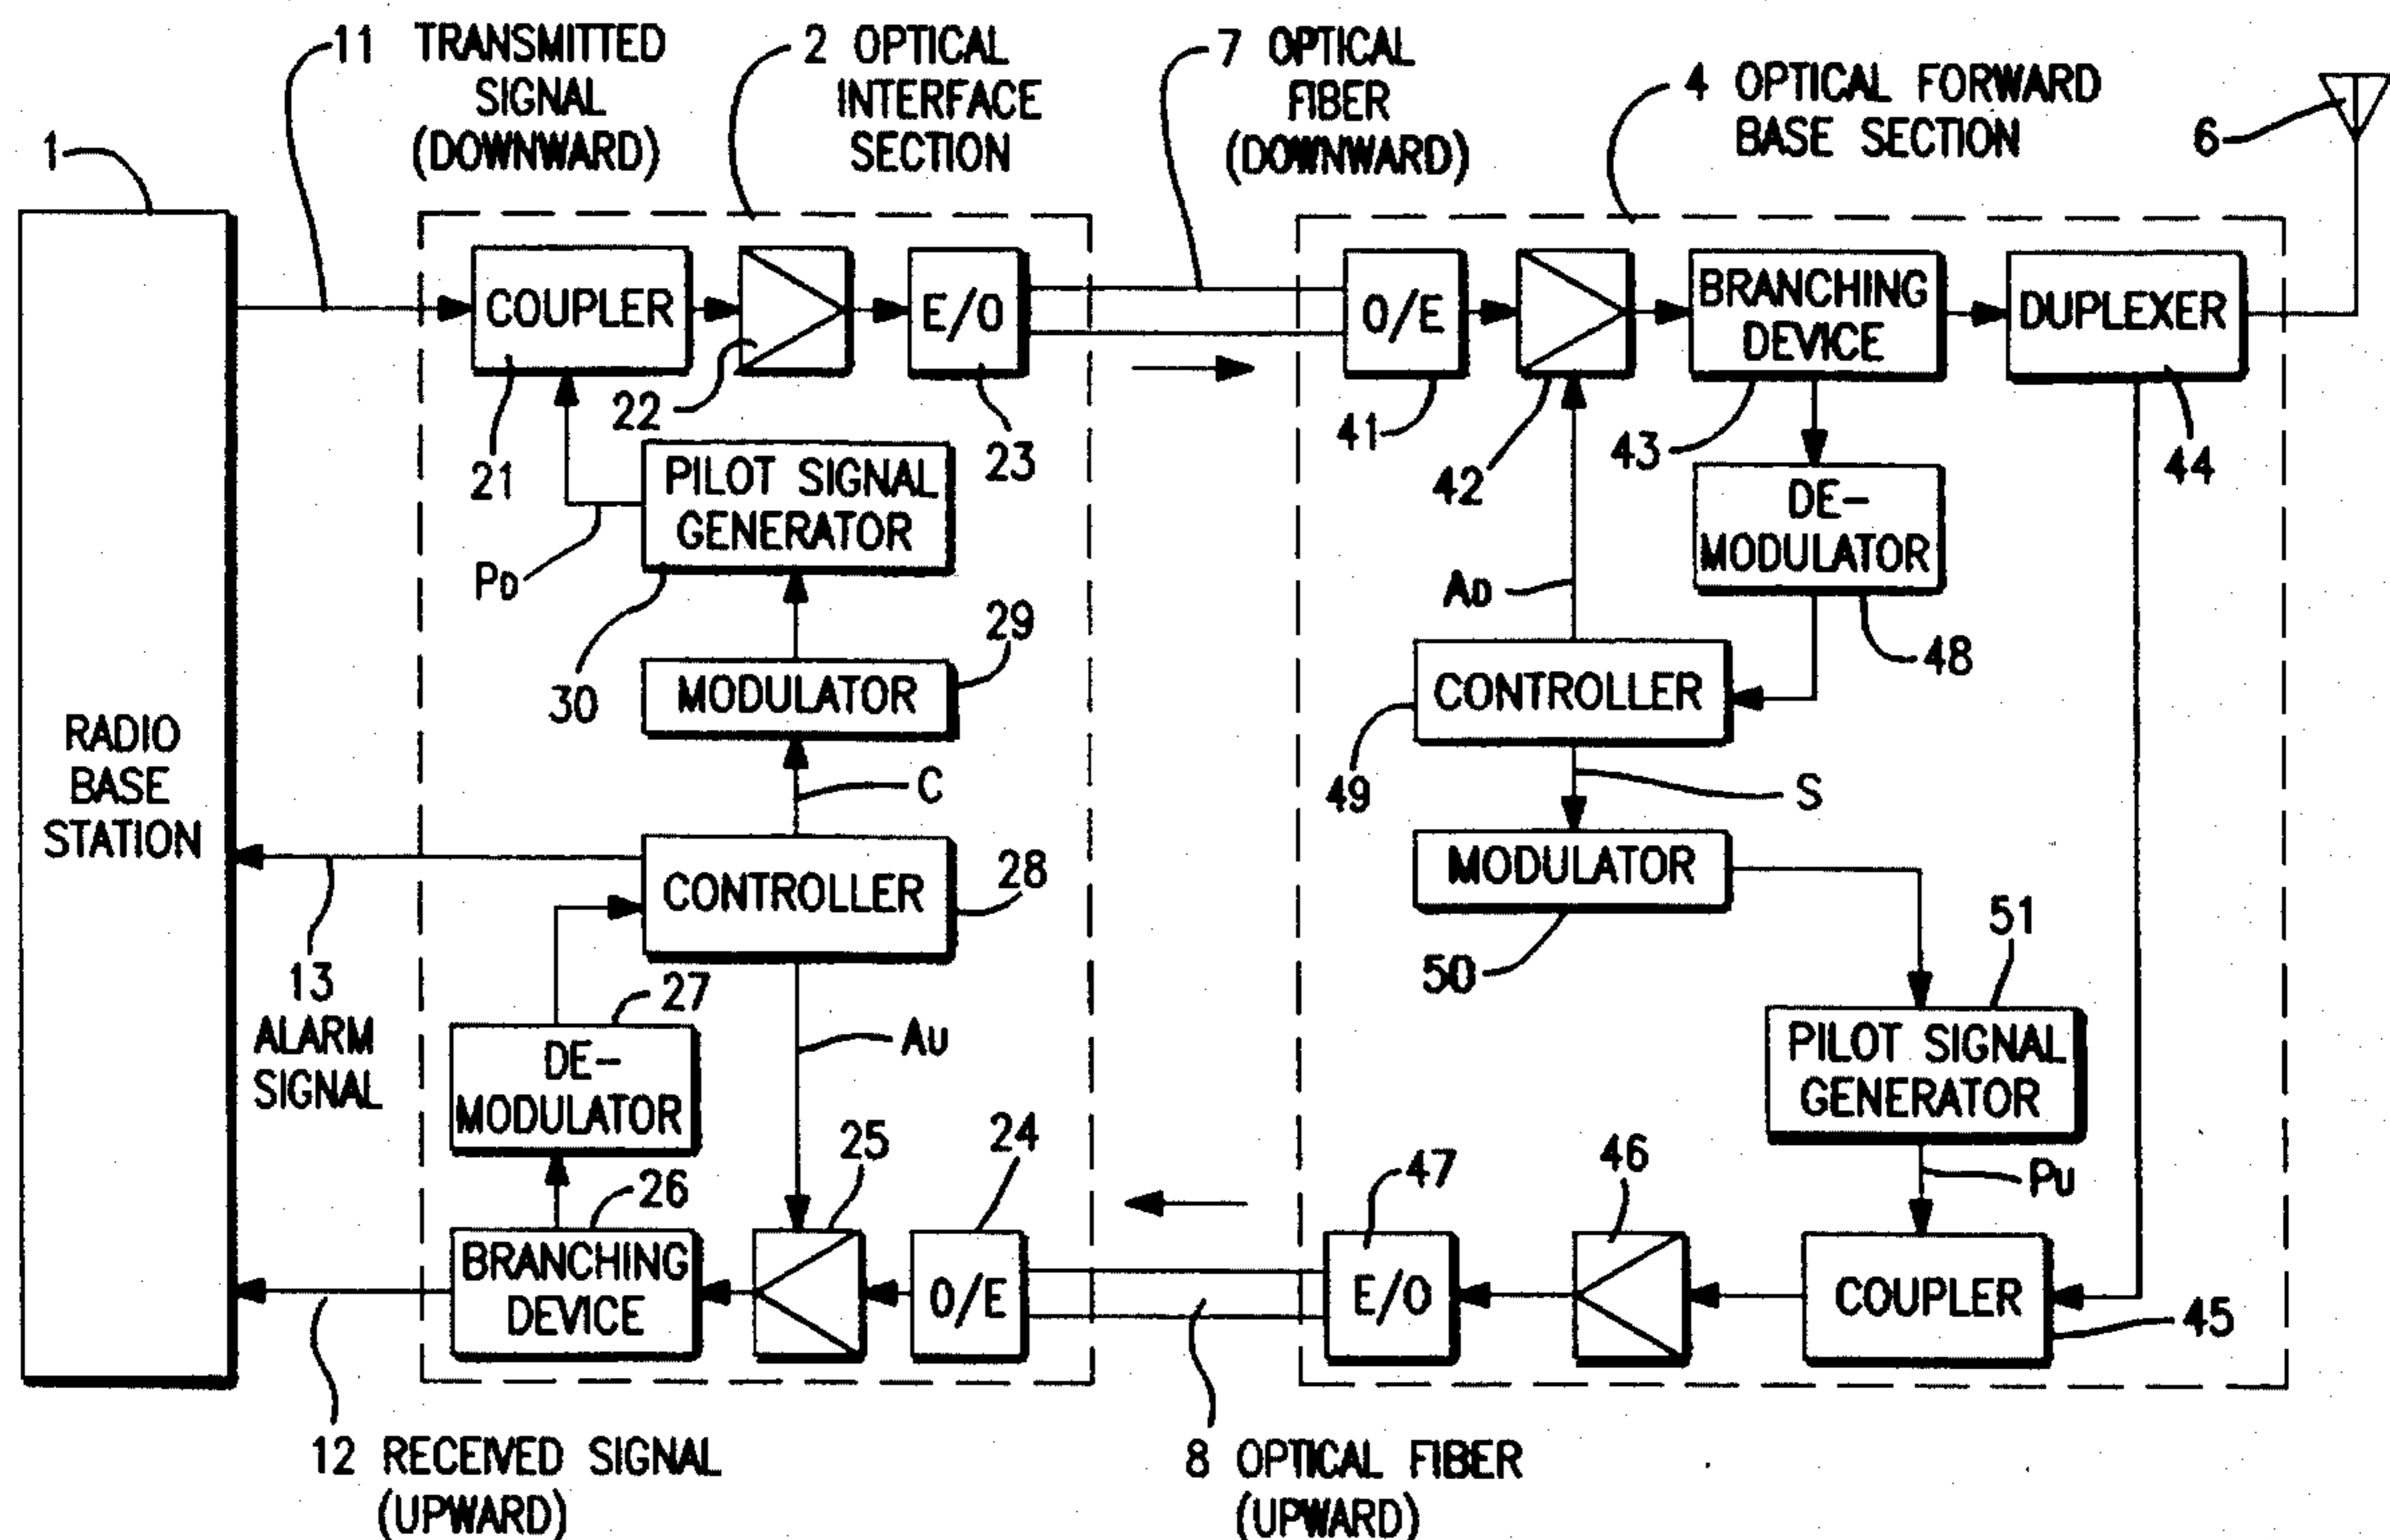 11 TRANSMITTED
SIGNAL
(DOWNWARD)
2 OPTICAL
INTERFACE
SECTION
7 OPTICAL
FIBER
(DOWNWARD)
4 OPTICAL FORWARD
BASE SECTION
6
1
COUPLER
E/O
O/E
BRANCHING
DEVICE
DUPLEXER
21
22
23
41
42
43
44
PILOT SIGNAL
GENERATOR
PD
30
DE-
MODULATOR
48
AD
29
MODULATOR
CONTROLLER
49
C
S
RADIO
BASE
STATION
CONTROLLER
28
MODULATOR
50
51
13
ALARM
SIGNAL
27
DE-
MODULATOR
AU
PILOT SIGNAL
GENERATOR
PU
26
25
24
47
46
BRANCHING
DEVICE
O/E
E/O
COUPLER
45
12 RECEIVED SIGNAL
(UPWARD)
8 OPTICAL FIBER
(UPWARD)